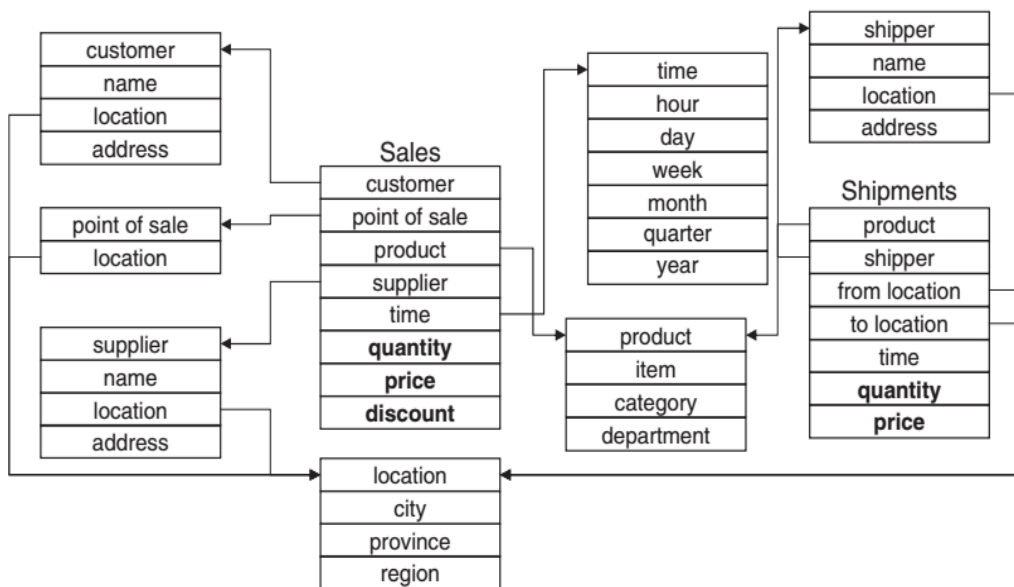 customer
name
location
address
point of sale
location
supplier
name
location
address
Sales
customer
point of sale
product
supplier
time
quantity
price
discount
location
city
province
region
time
hour
day
week
month
quarter
year
product
item
category
department
shipper
name
location
address
Shipments
product
shipper
from location
to location
time
quantity
price